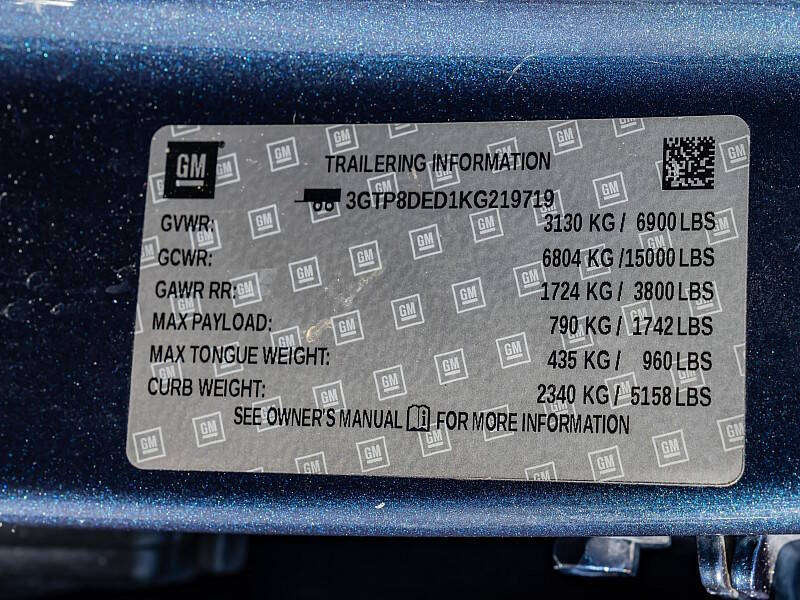 GM
TRAILERING INFORMATION
3GTP8DED1KG219719
GVWR: 3130 KG / 6900 LBS
GCWR: 6804 KG /15000 LBS
GAWR RR: 1724 KG / 3800 LBS
MAX PAYLOAD: 790 KG / 1742 LBS
MAX TONGUE WEIGHT: 435 KG / 960 LBS
CURB WEIGHT: 2340 KG / 5158 LBS
SEE OWNER'S MANUAL FOR MORE INFORMATION